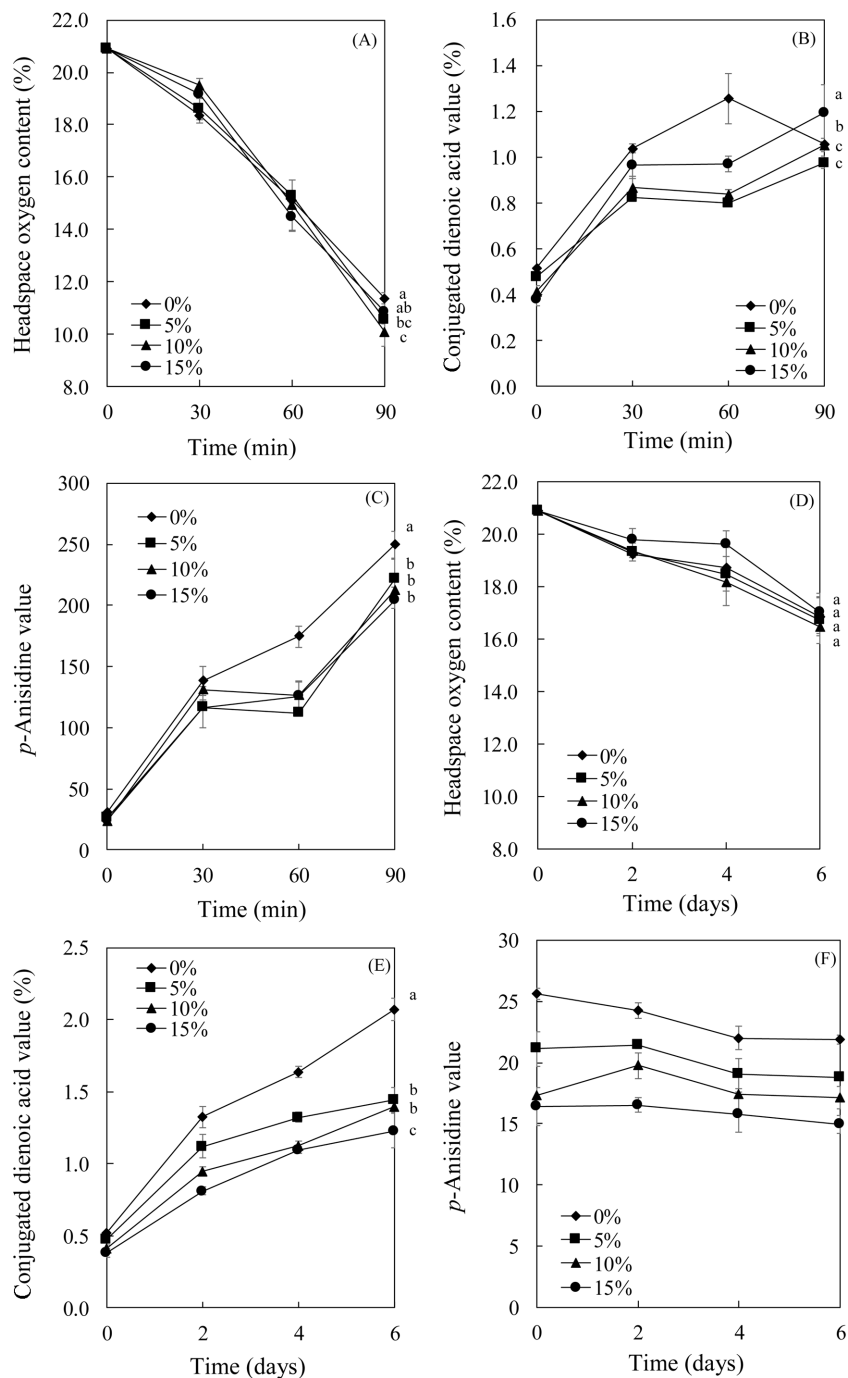 (A)
Headspace oxygen content (%)
22.0
20.0
18.0
16.0
14.0
12.0
10.0
8.0
0%
5%
10%
15%
a
ab
bc
c
0 30 60 90
Time (min)
(B)
Conjugated dienoic acid value (%)
1.6
1.4
1.2
1.0
0.8
0.6
0.4
0.2
0.0
a
b
c
c
0%
5%
10%
15%
0 30 60 90
Time (min)
(C)
p-Anisidine value
300
250
200
150
100
50
0
0%
5%
10%
15%
a
b
b
b
0 30 60 90
Time (min)
(D)
Headspace oxygen content (%)
22.0
20.0
18.0
16.0
14.0
12.0
10.0
8.0
a
a
a
a
0%
5%
10%
15%
0 2 4 6
Time (days)
(E)
Conjugated dienoic acid value (%)
2.5
2.0
1.5
1.0
0.5
0.0
0%
5%
10%
15%
a
b
b
c
0 2 4 6
Time (days)
(F)
p-Anisidine value
30
25
20
15
10
5
0
0%
5%
10%
15%
0 2 4 6
Time (days)